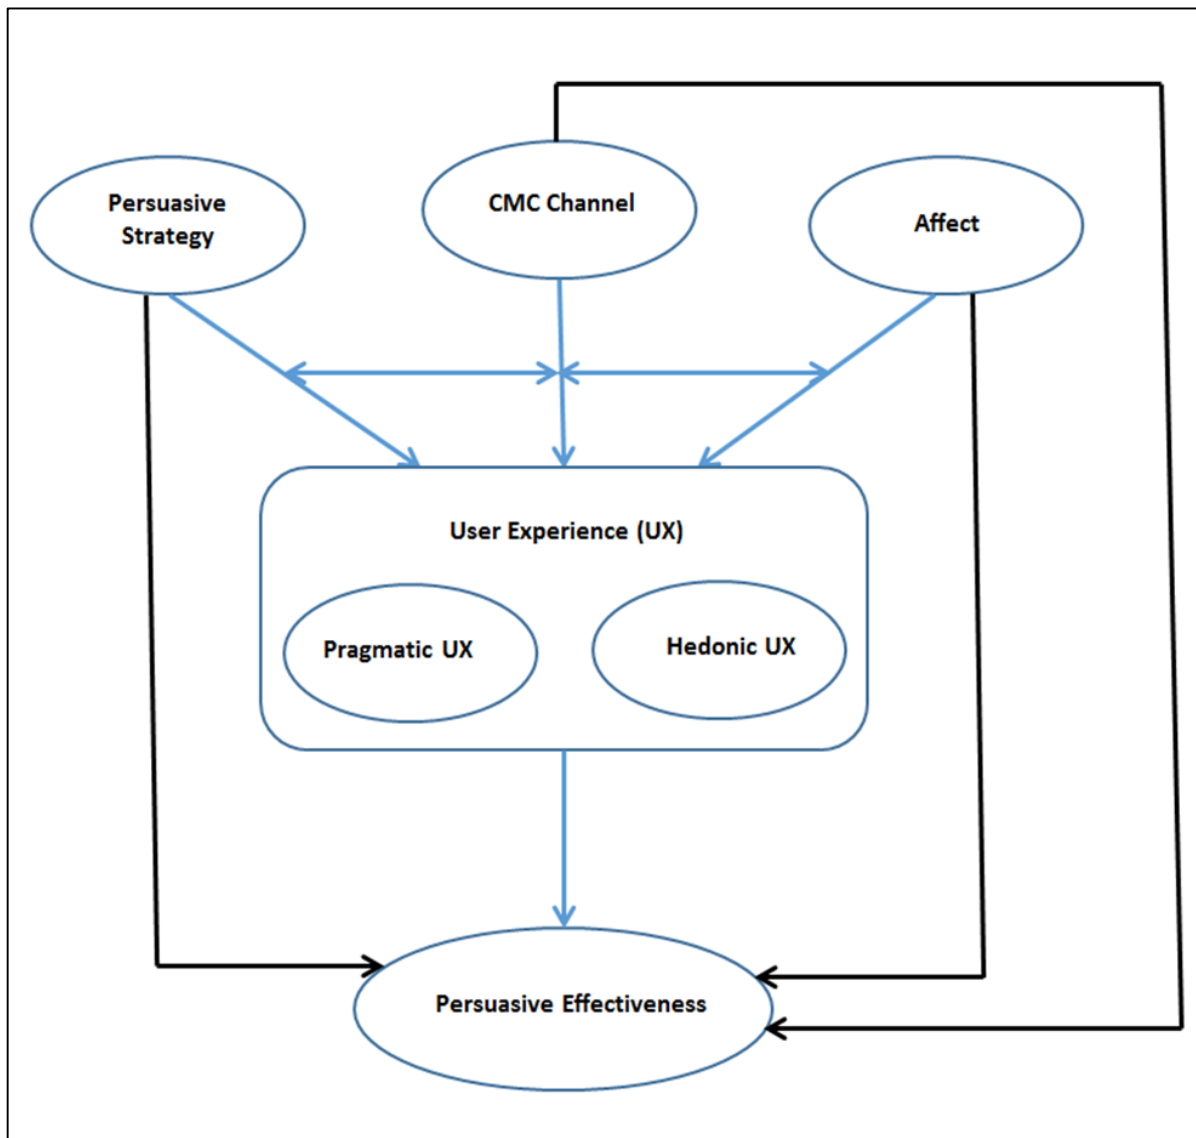 Persuasive
Strategy
CMC Channel
Affect
User Experience (UX)
Pragmatic UX
Hedonic UX
Persuasive Effectiveness